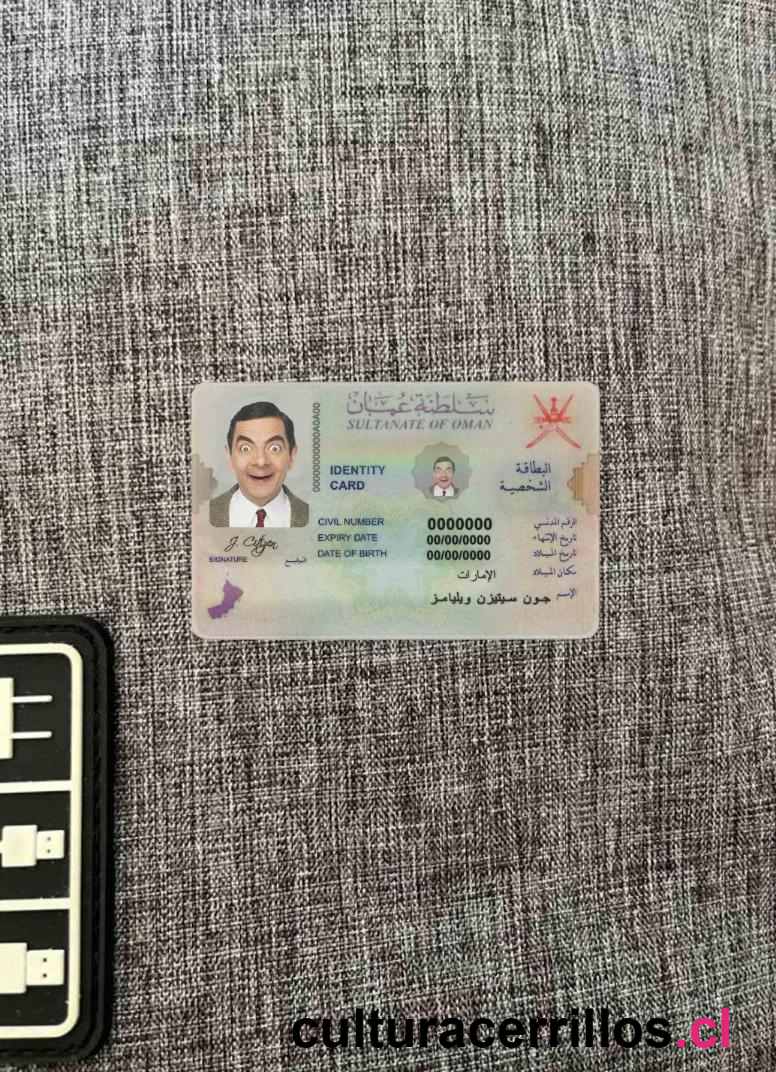 سلطنة عمان
SULTANATE OF OMAN
0000000000A0A00
IDENTITY CARD
البطاقة الشخصية
CIVIL NUMBER 0000000 الرقم المدني
EXPIRY DATE 00/00/0000 تاريخ الإنتهاء
DATE OF BIRTH 00/00/0000 تاريخ الميلاد
الإمارات مكان الميلاد
J. Citizen
SIGNATURE التوقيع
الإسم جون سيتيزن ويليامز
culturacerrillos.cl